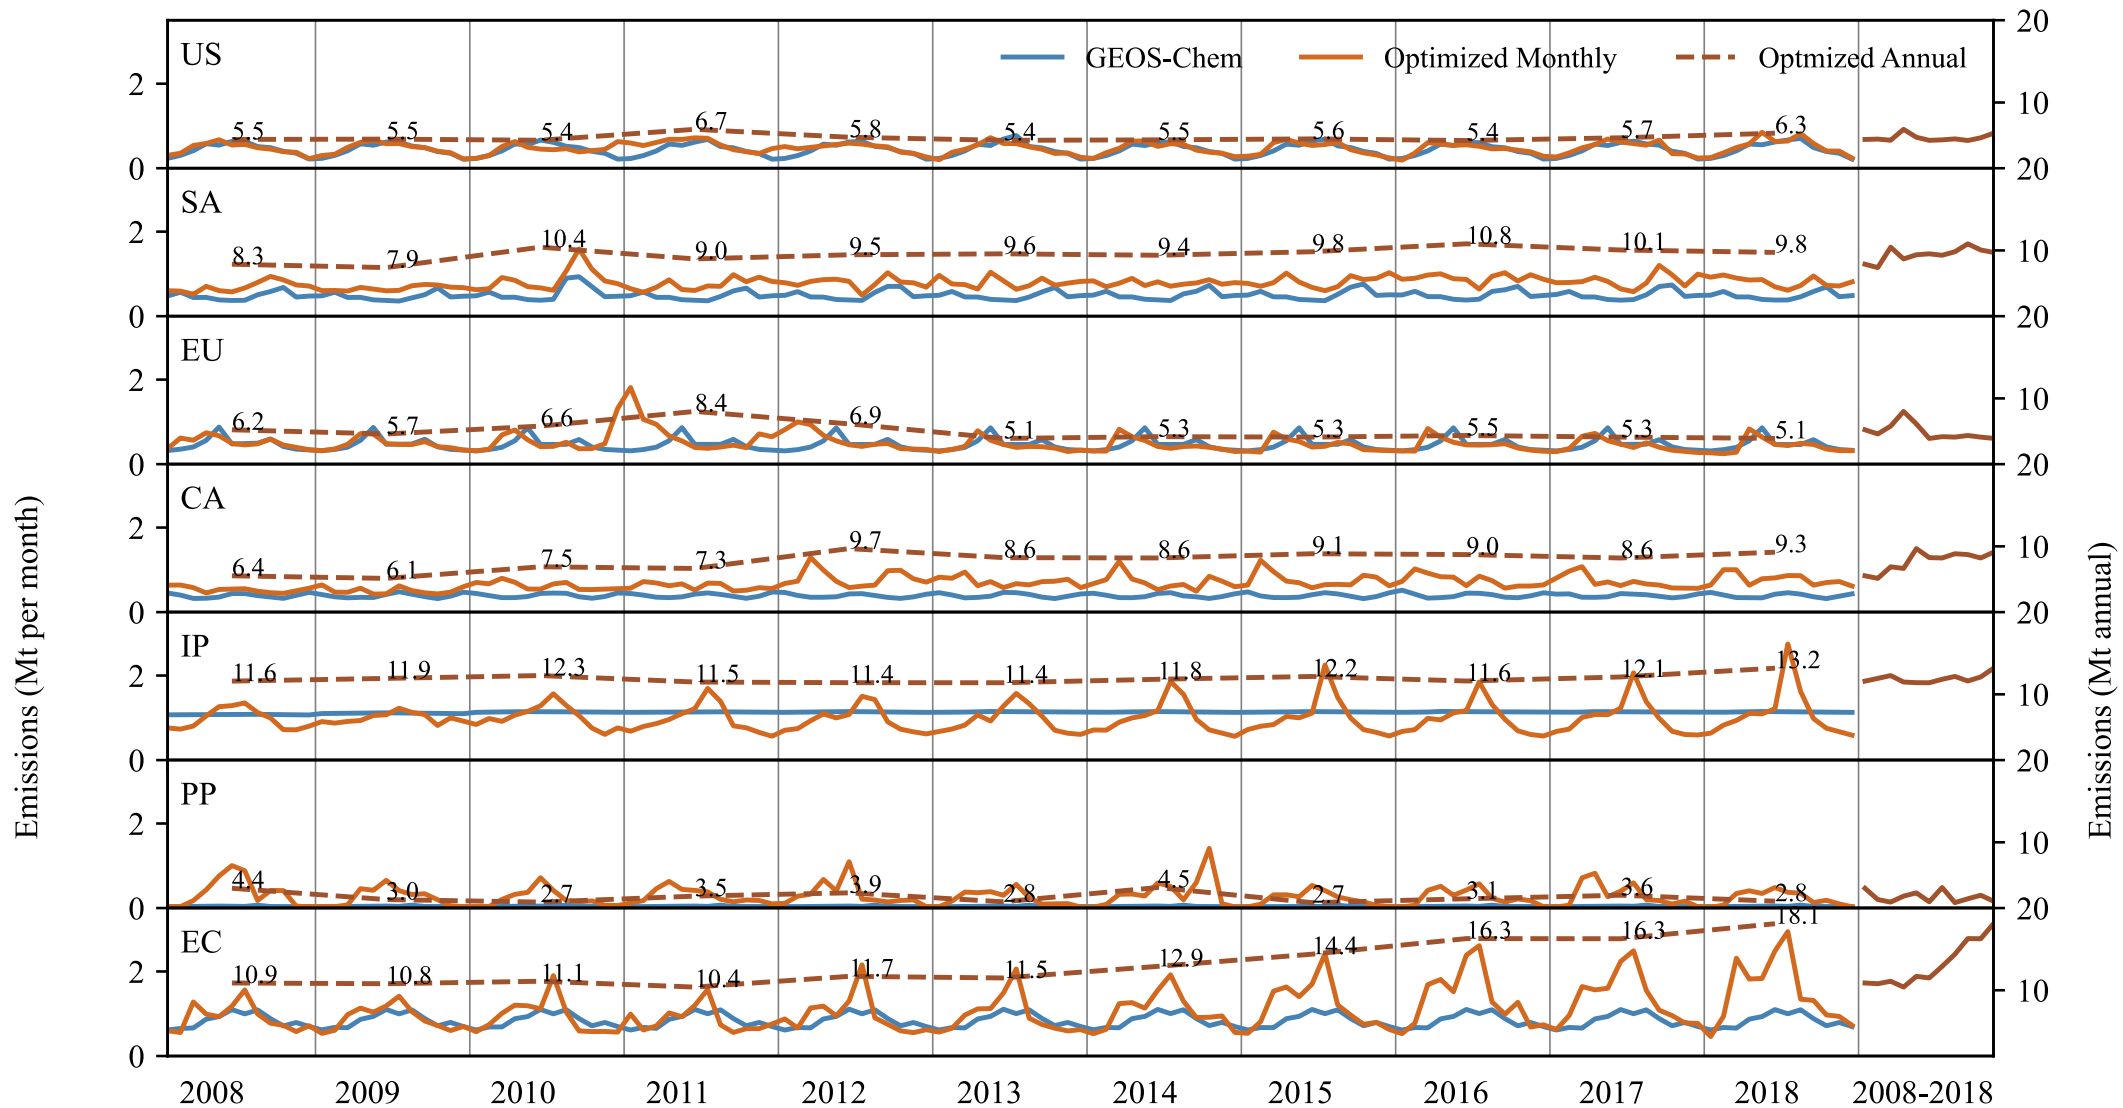 US
GEOS-Chem
Optimized Monthly
Optmized Annual
20
2
10
5.5 5.5 5.4 6.7 5.8 5.4 5.5 5.6 5.4 5.7 6.3
0
20
SA
2
10
8.3 7.9 10.4 9.0 9.5 9.6 9.4 9.8 10.8 10.1 9.8
0
20
EU
2
10
6.2 5.7 6.6 8.4 6.9 5.1 5.3 5.3 5.5 5.3 5.1
0
20
CA
2
10
6.4 6.1 7.5 7.3 9.7 8.6 8.6 9.1 9.0 8.6 9.3
0
20
IP
2
10
11.6 11.9 12.3 11.5 11.4 11.4 11.8 12.2 11.6 12.1 13.2
0
20
PP
2
10
4.4 3.0 2.7 3.5 3.9 2.8 4.5 2.7 3.1 3.6 2.8
0
20
EC
2
10
10.9 10.8 11.1 10.4 11.7 11.5 12.9 14.4 16.3 16.3 18.1
0
2008 2009 2010 2011 2012 2013 2014 2015 2016 2017 2018 2008-2018
Emissions (Mt per month)
Emissions (Mt annual)